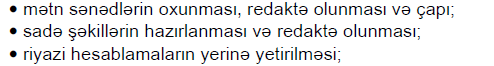 • mətn sənədlərin oxunması, redaktə olunması və çapı;
• sadə şəkillərin hazırlanması və redaktə olunması;
• riyazi hesablamaların yerinə yetirilməsi;